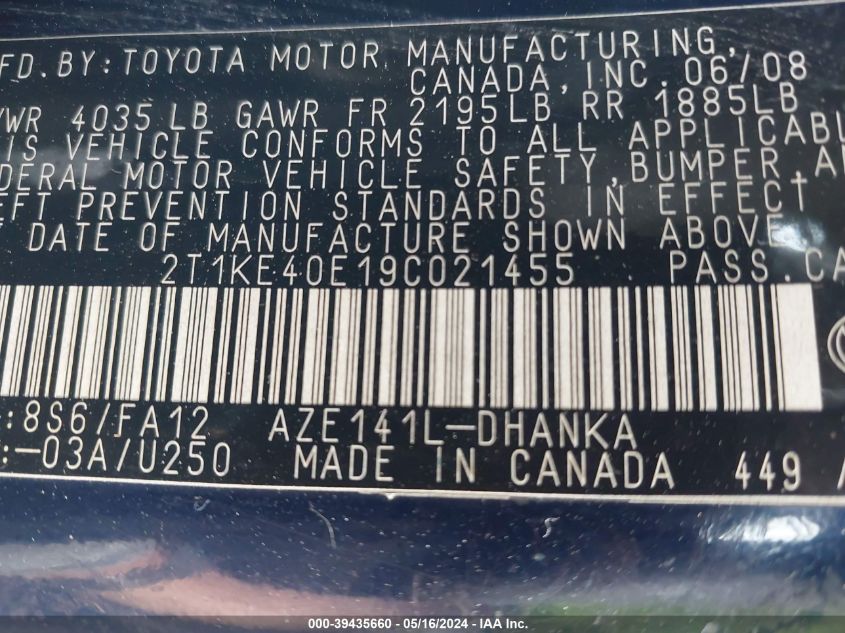 FD. BY: TOYOTA MOTOR MANUFACTURING,
CANADA, INC. 06/08
VWR 4035 LB GAWR FR 2195LB RR 1885LB
IS VEHICLE CONFORMS TO ALL APPLICABL
DERAL MOTOR VEHICLE SAFETY, BUMPER, A
EFT PREVENTION STANDARDS IN EFFECT
DATE OF MANUFACTURE SHOWN ABOVE.
2T1KE40E19C021455 PASS. CA
:8S6/FA12 AZE141L-DHANKA
:-03A/U250 MADE IN CANADA 449
000-39435660 - 05/16/2024 - IAA Inc.